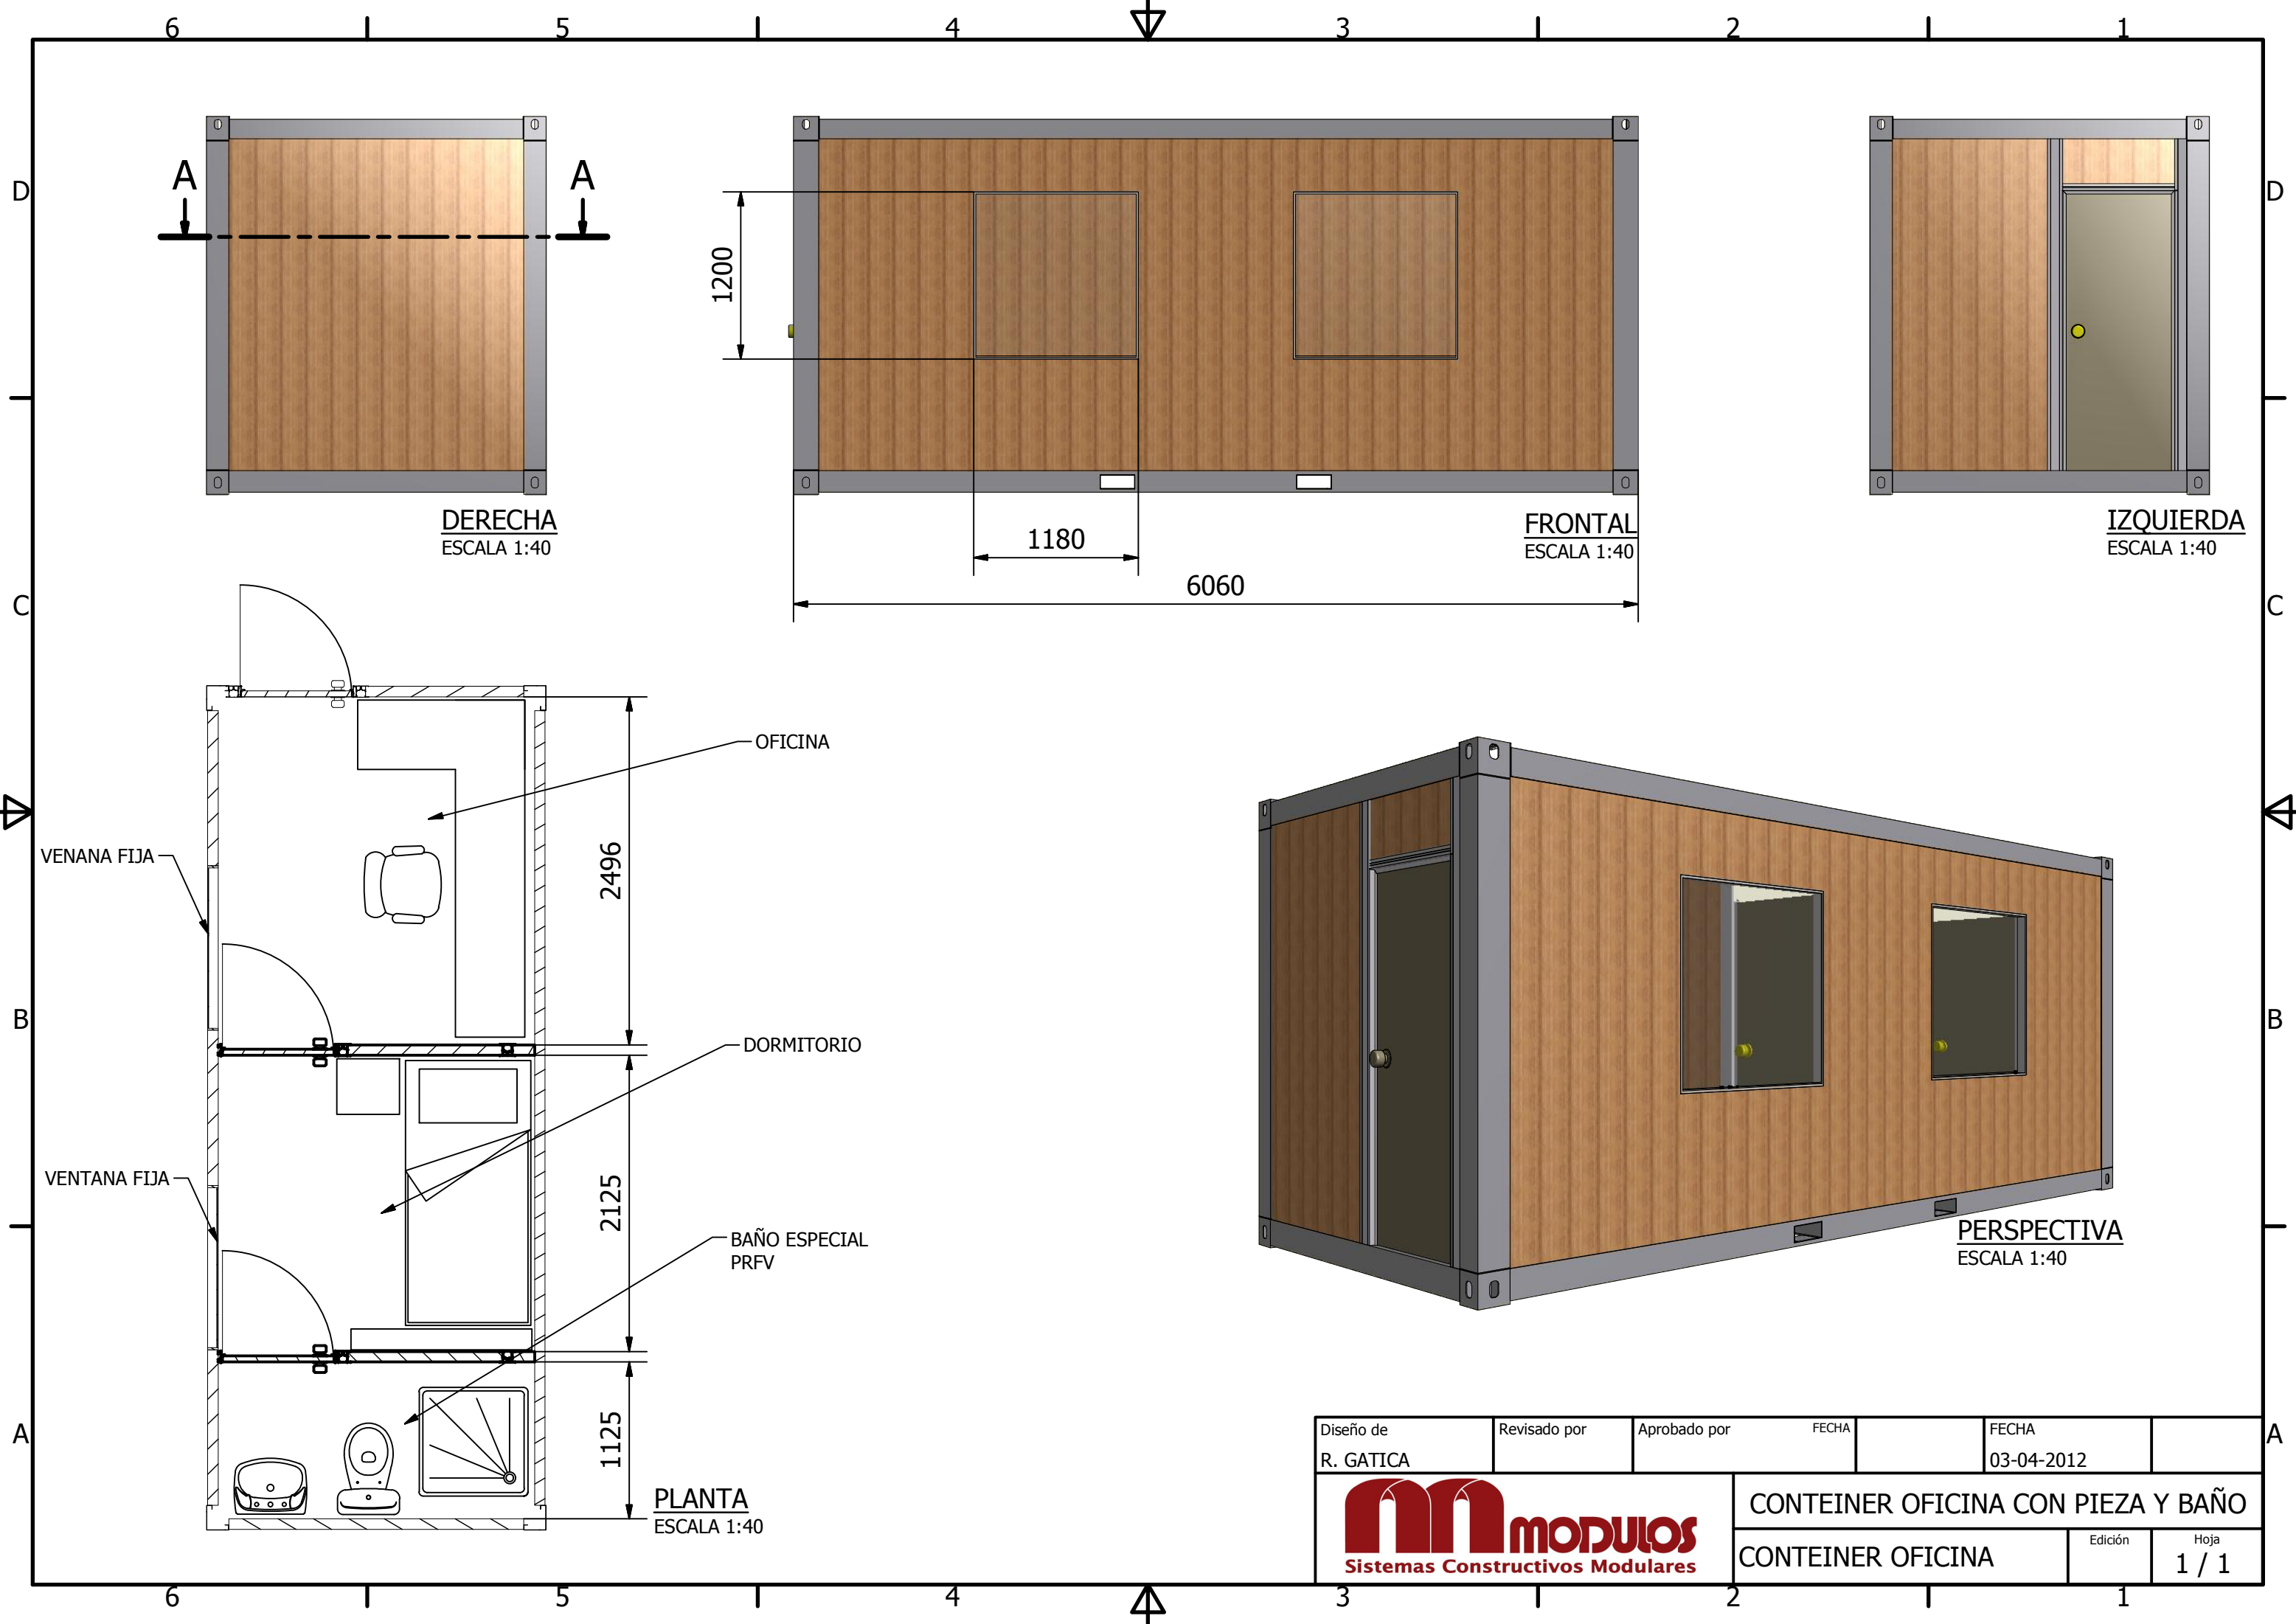 6 5 4 3 2 1
D
D
A
A
1200
DERECHA
ESCALA 1:40
1180
FRONTAL
ESCALA 1:40
IZQUIERDA
ESCALA 1:40
6060
C
C
OFICINA
VENANA FIJA
2496
B
B
DORMITORIO
VENTANA FIJA
2125
BAÑO ESPECIAL
PRFV
PERSPECTIVA
ESCALA 1:40
A
A
1125
PLANTA
ESCALA 1:40
Diseño de
R. GATICA
Revisado por
Aprobado por
FECHA
FECHA
03-04-2012
MODULOS
Sistemas Constructivos Modulares
CONTEINER OFICINA CON PIEZA Y BAÑO
CONTEINER OFICINA
Edición
Hoja
1 / 1
6 5 4 3 2 1